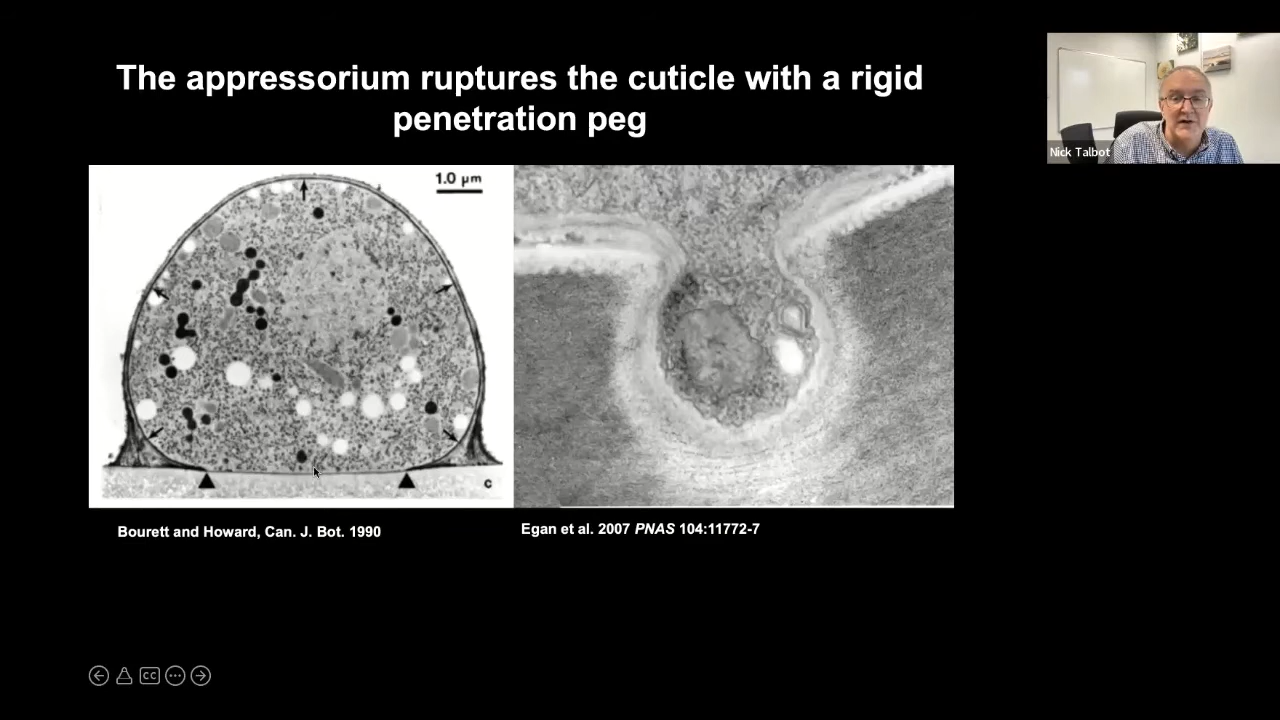 The appressorium ruptures the cuticle with a rigid
penetration peg
Nick Talbot
1.0 µm
c
Bourett and Howard, Can. J. Bot. 1990
Egan et al. 2007 PNAS 104:11772-7
CC